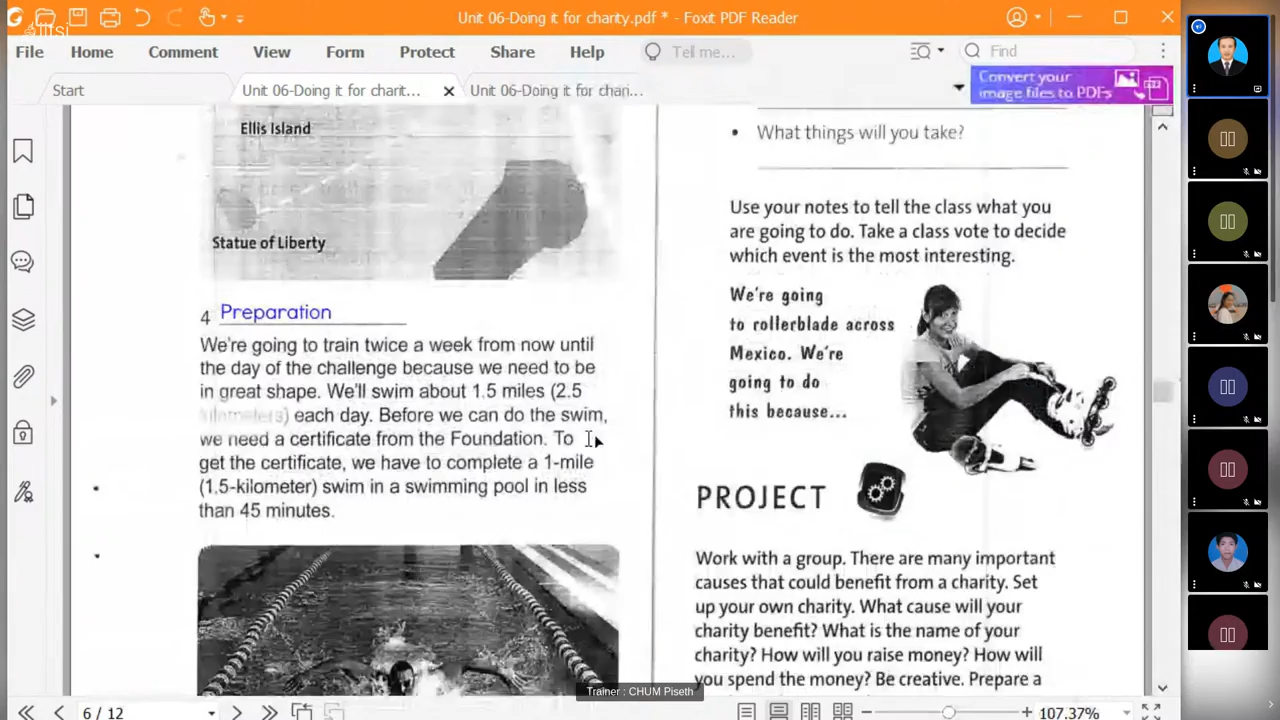 Unit 06-Doing it for charity.pdf * - Foxit PDF Reader
File Home Comment View Form Protect Share Help Tell me... Find
Start
Unit 06-Doing it for charit...
Unit 06-Doing it for chari...
Convert your
image files to PDFs
Ellis Island
Statue of Liberty
4 Preparation
We're going to train twice a week from now until
the day of the challenge because we need to be
in great shape. We'll swim about 1.5 miles (2.5
kilometers) each day. Before we can do the swim,
we need a certificate from the Foundation. To
get the certificate, we have to complete a 1-mile
(1.5-kilometer) swim in a swimming pool in less
than 45 minutes.
• What things will you take?
Use your notes to tell the class what you
are going to do. Take a class vote to decide
which event is the most interesting.
We're going
to rollerblade across
Mexico. We're
going to do
this because...
PROJECT
Work with a group. There are many important
causes that could benefit from a charity. Set
up your own charity. What cause will your
charity benefit? What is the name of your
charity? How will you raise money? How will
you spend the money? Be creative. Prepare a
Trainer : CHUM Piseth
6 / 12
107.37%